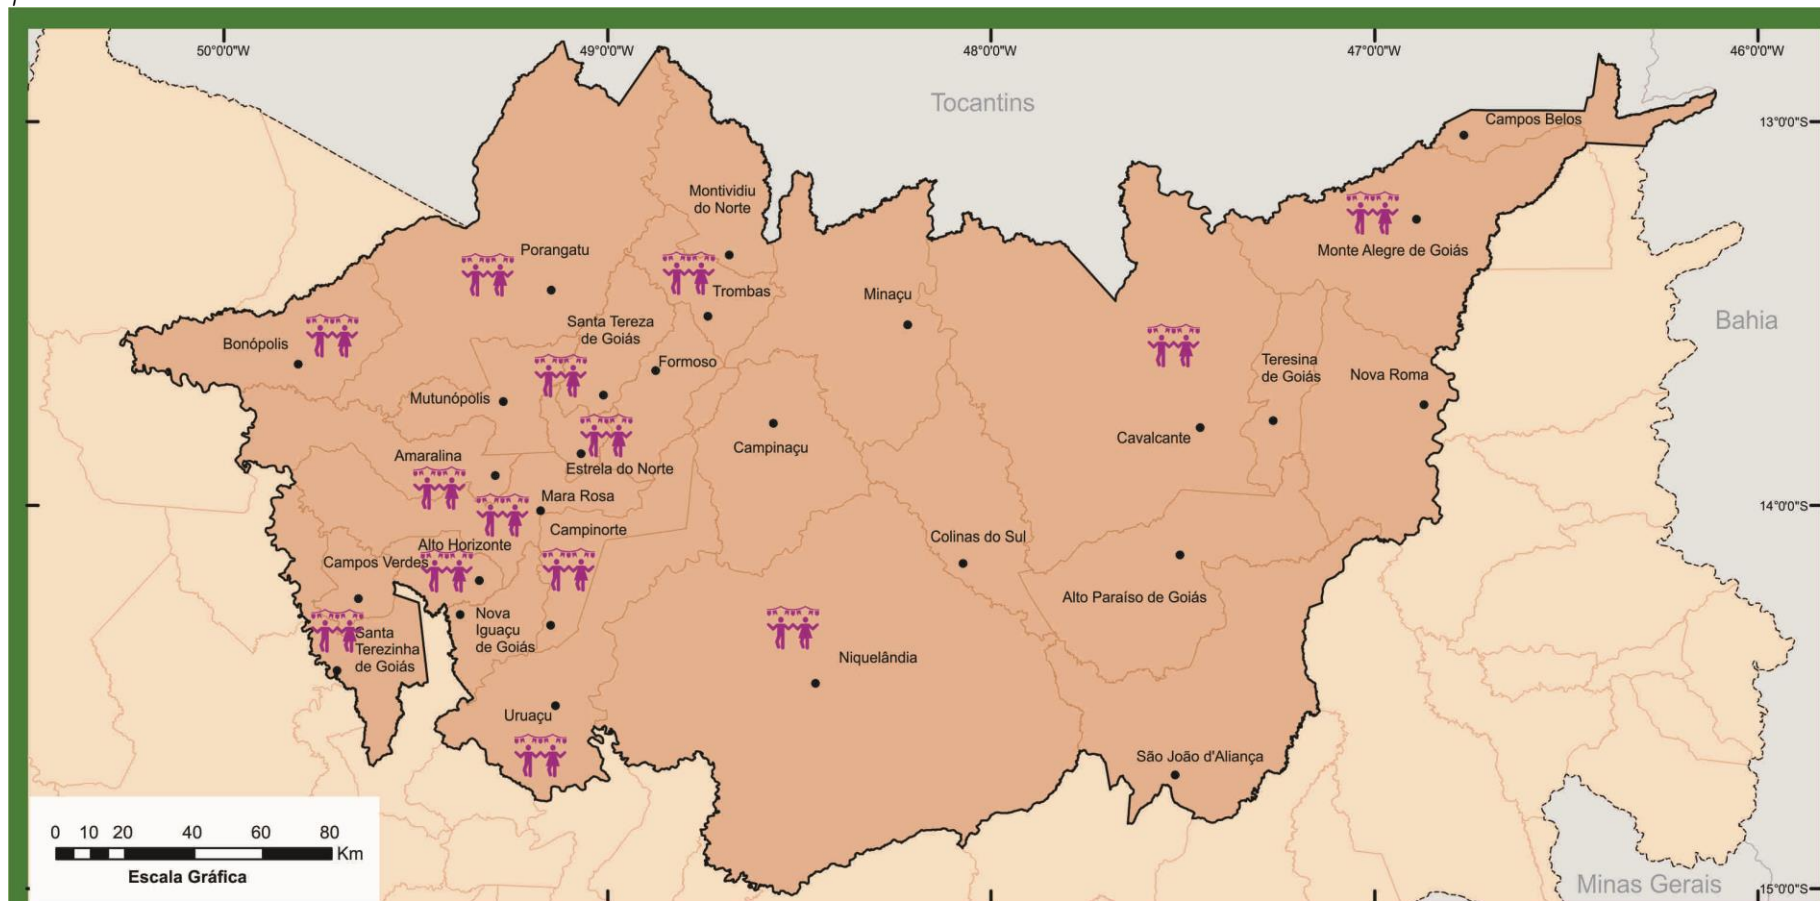 50°0'0"W
49°0'0"W
48°0'0"W
47°0'0"W
46°0'0"W
Tocantins
13°0'0"S
Campos Belos
Montividiu
do Norte
Monte Alegre de Goiás
Porangatu
Trombas
Minaçu
Bahia
Santa Tereza
de Goiás
Bonópolis
Formoso
Teresina
de Goiás
Nova Roma
Mutunópolis
Cavalcante
Campinaçu
Amaralina
Estrela do Norte
Mara Rosa
14°0'0"S
Campinorte
Alto Horizonte
Colinas do Sul
Campos Verdes
Alto Paraíso de Goiás
Nova
Iguaçu
de Goiás
Santa
Terezinha
de Goiás
Niquelândia
Uruaçu
São João d'Aliança
0 10 20 40 60 80
Km
Escala Gráfica
Minas Gerais
15°0'0"S